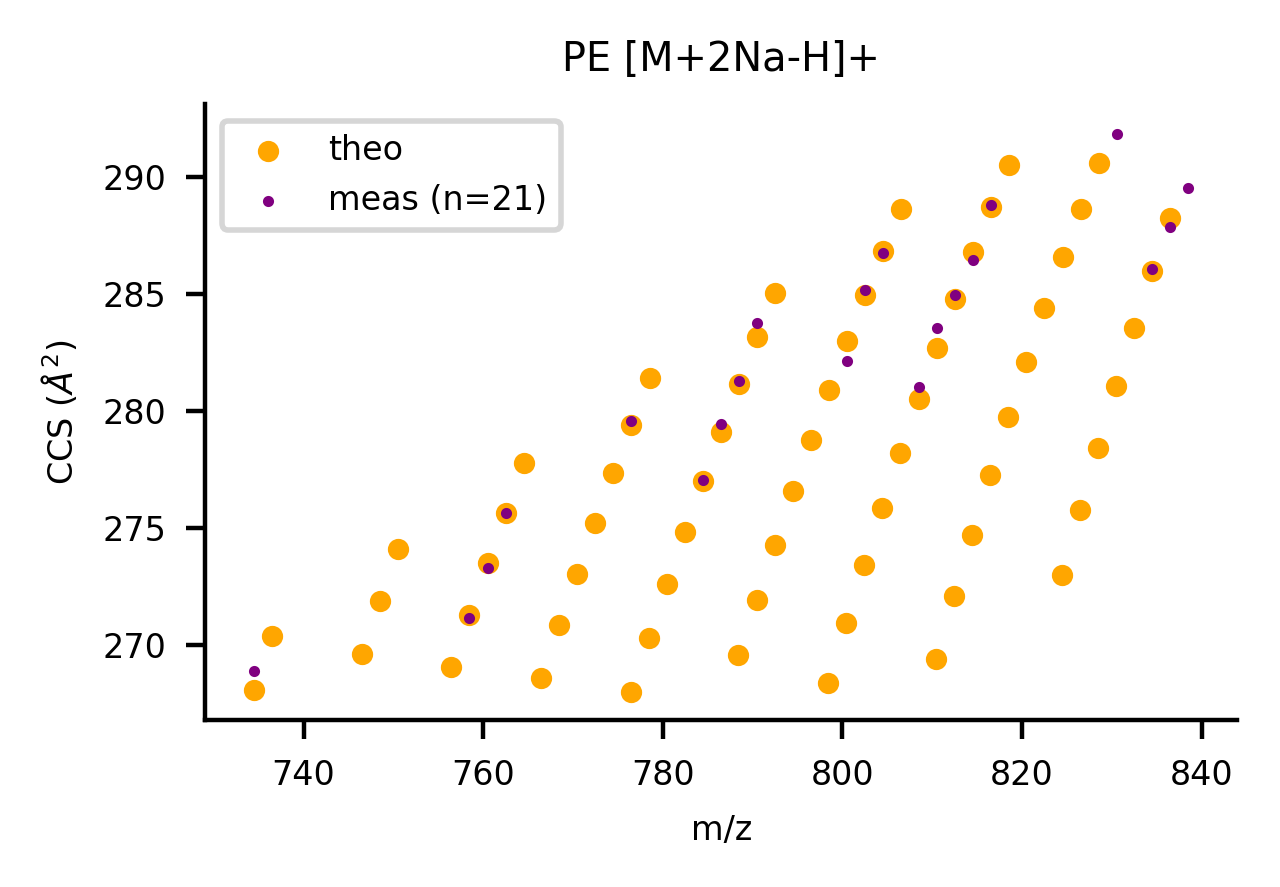 PE [M+2Na-H]+
theo
meas (n=21)
CCS (Å²)
290
285
280
275
270
740
760
780
800
820
840
m/z